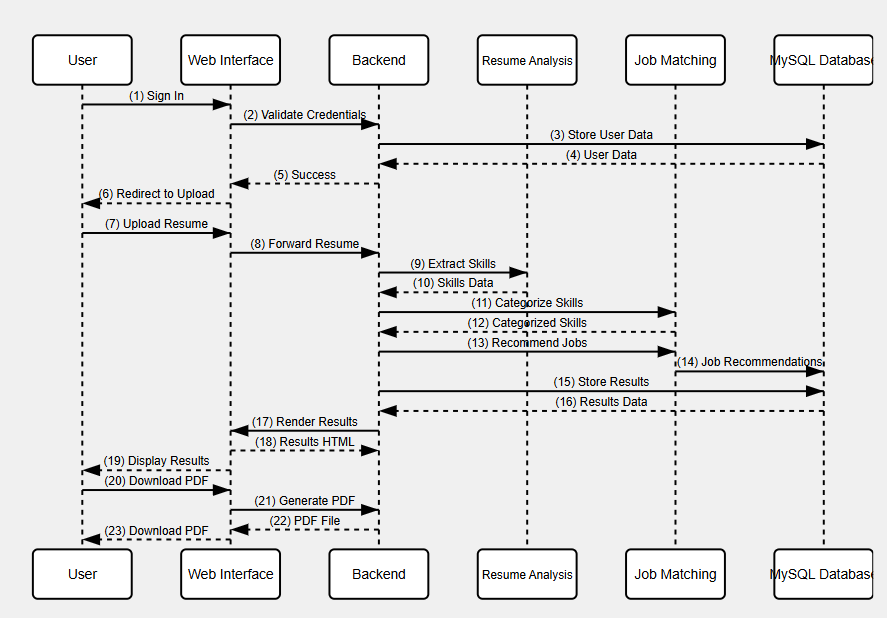 User
Web Interface
Backend
Resume Analysis
Job Matching
MySQL Database
(1) Sign In
(2) Validate Credentials
(3) Store User Data
(4) User Data
(5) Success
(6) Redirect to Upload
(7) Upload Resume
(8) Forward Resume
(9) Extract Skills
(10) Skills Data
(11) Categorize Skills
(12) Categorized Skills
(13) Recommend Jobs
(14) Job Recommendations
(15) Store Results
(16) Results Data
(17) Render Results
(18) Results HTML
(19) Display Results
(20) Download PDF
(21) Generate PDF
(22) PDF File
(23) Download PDF
User
Web Interface
Backend
Resume Analysis
Job Matching
MySQL Database